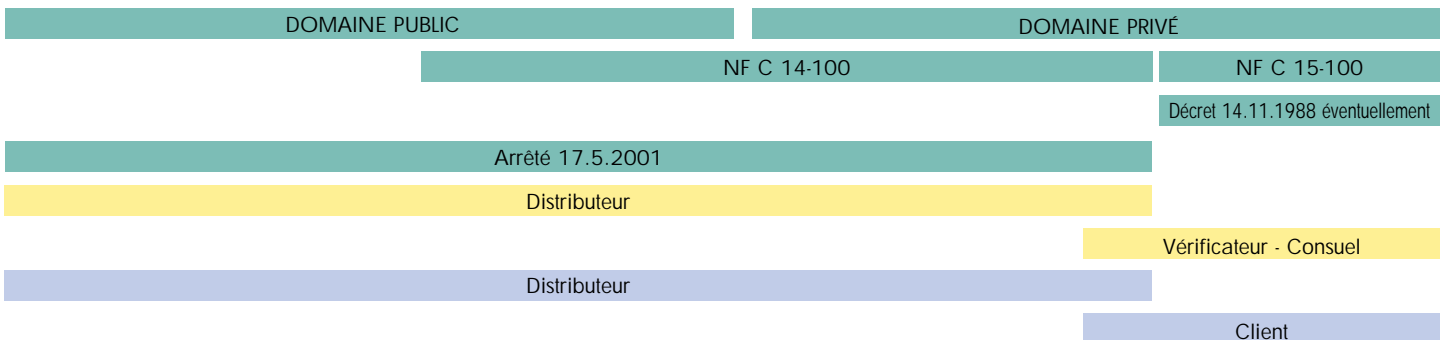 DOMAINE PUBLIC
DOMAINE PRIVÉ
NF C 14-100
NF C 15-100
Décret 14.11.1988 éventuellement
Arrêté 17.5.2001
Distributeur
Vérificateur - Consuel
Distributeur
Client